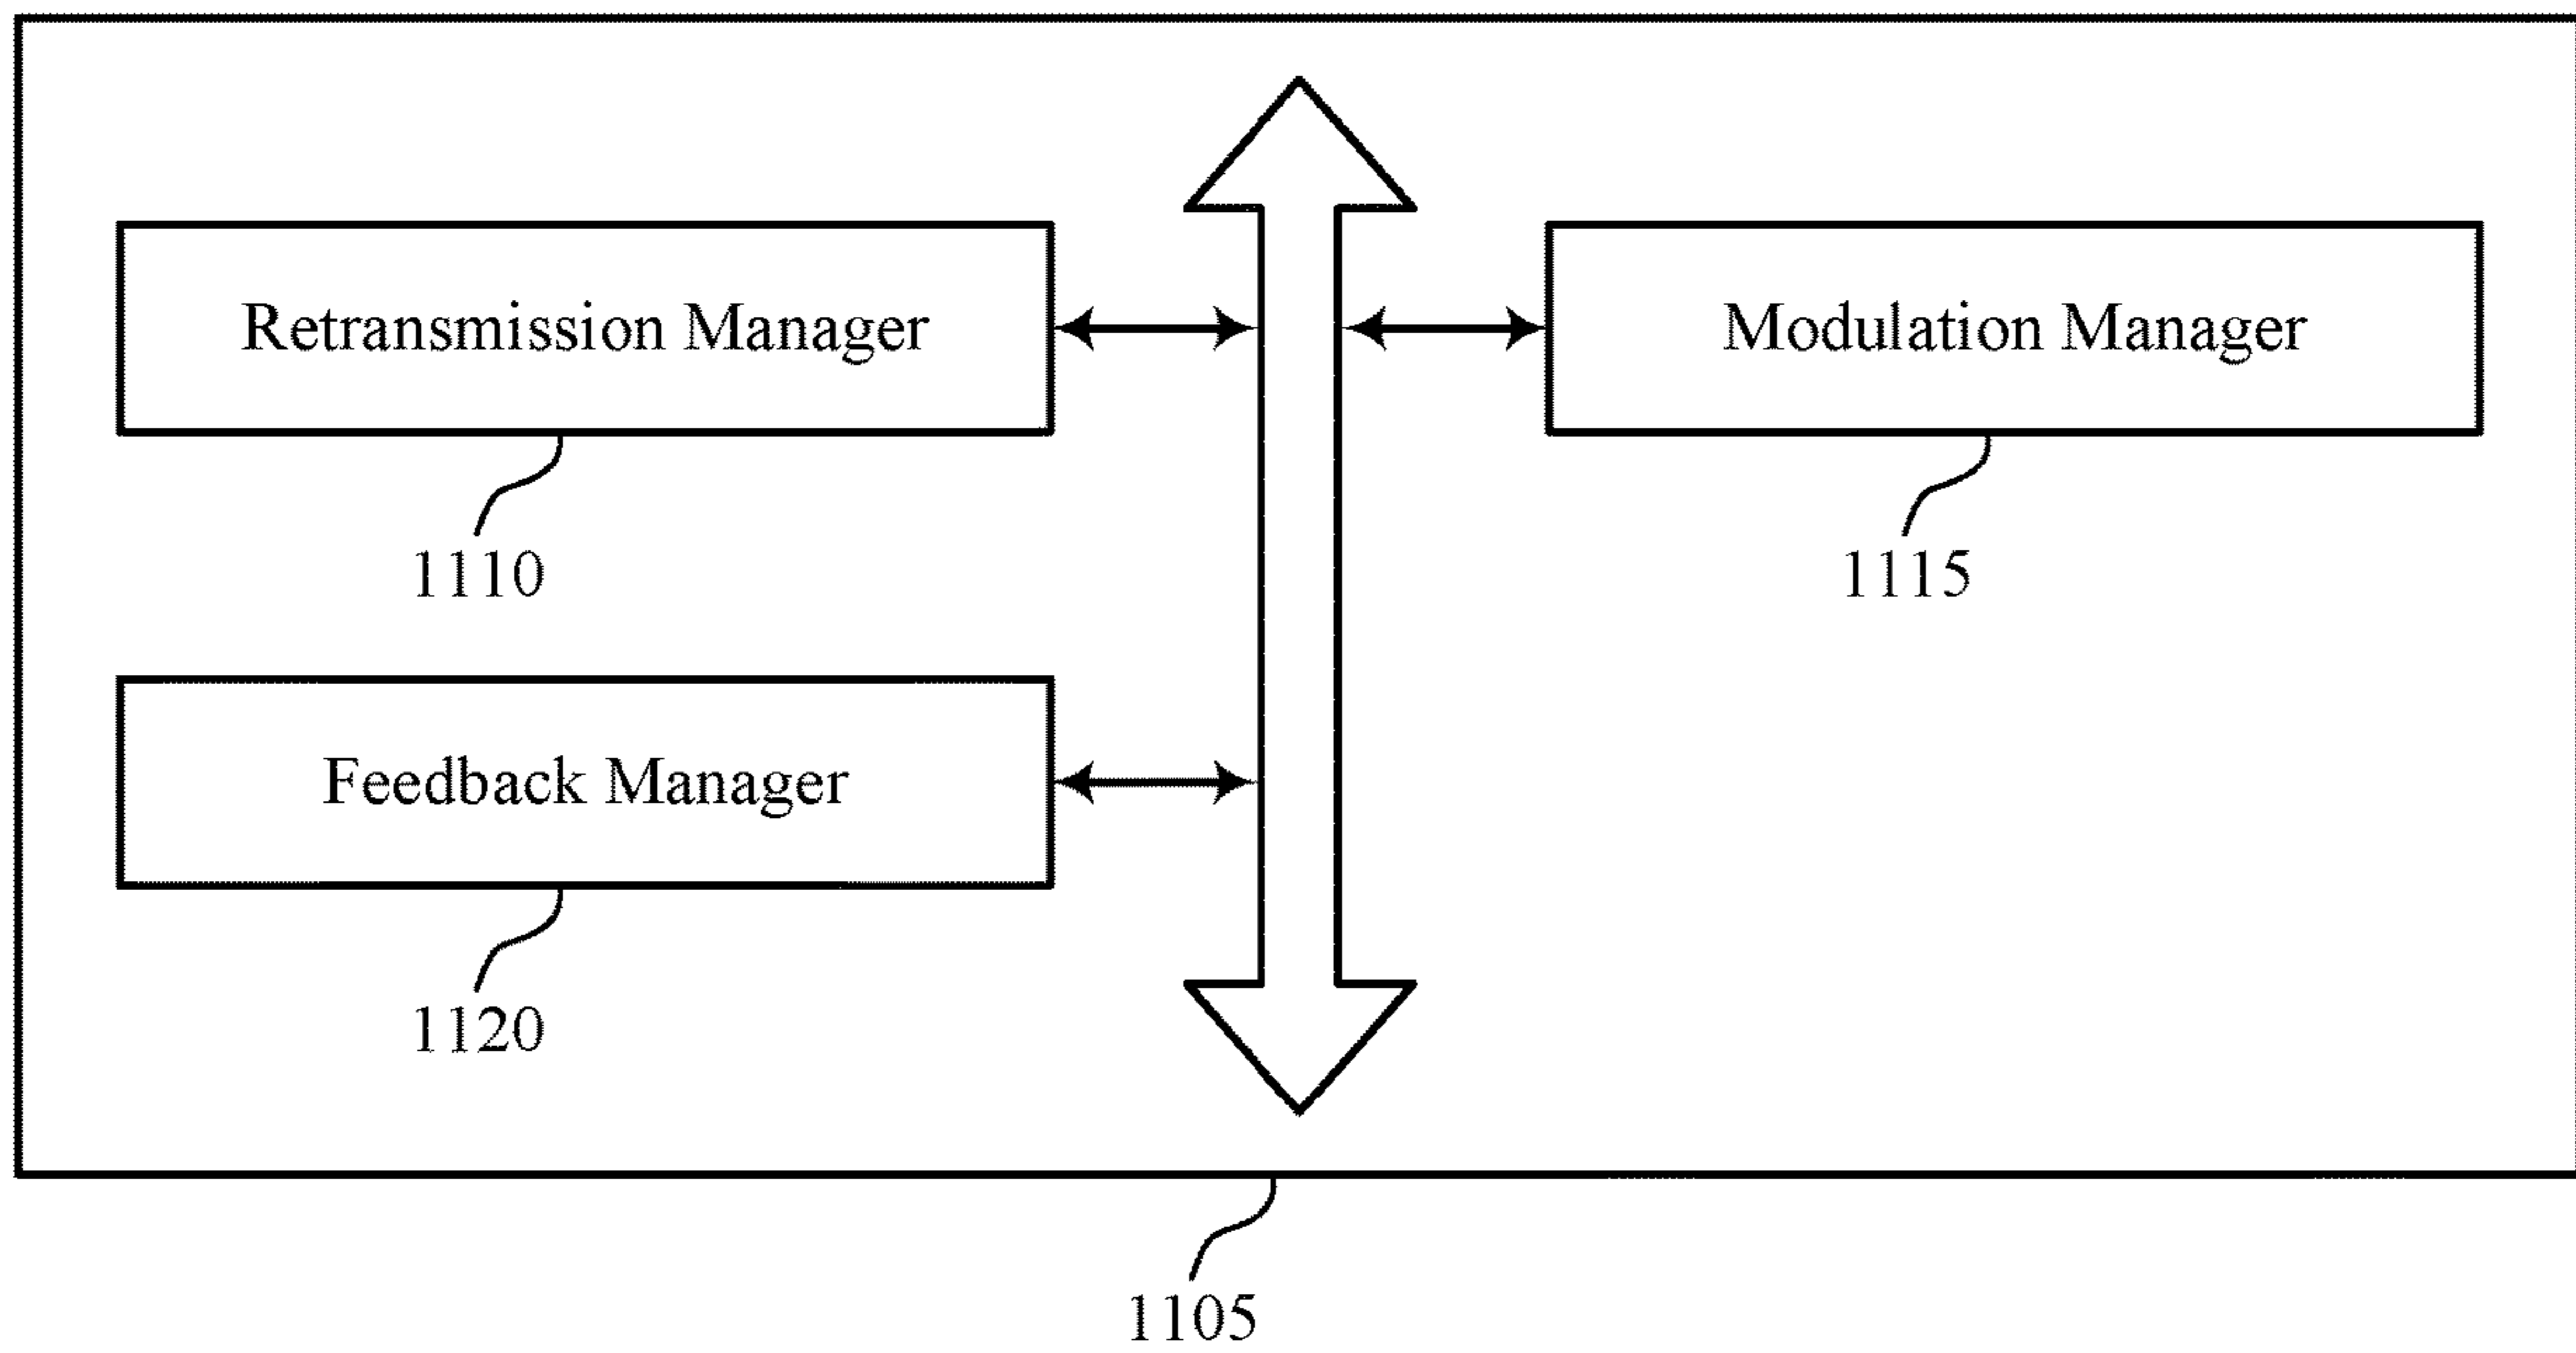 Retransmission Manager
Modulation Manager
1110
1115
Feedback Manager
1120
1105